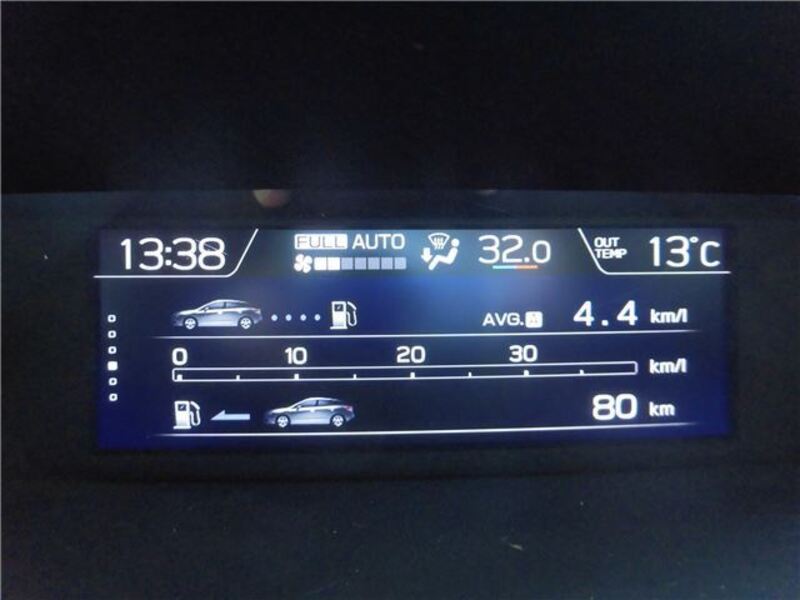 13:38 FULL AUTO 32.0 OUT TEMP 13°C
AVG. A 4.4 km/l
0 10 20 30 km/l
80 km